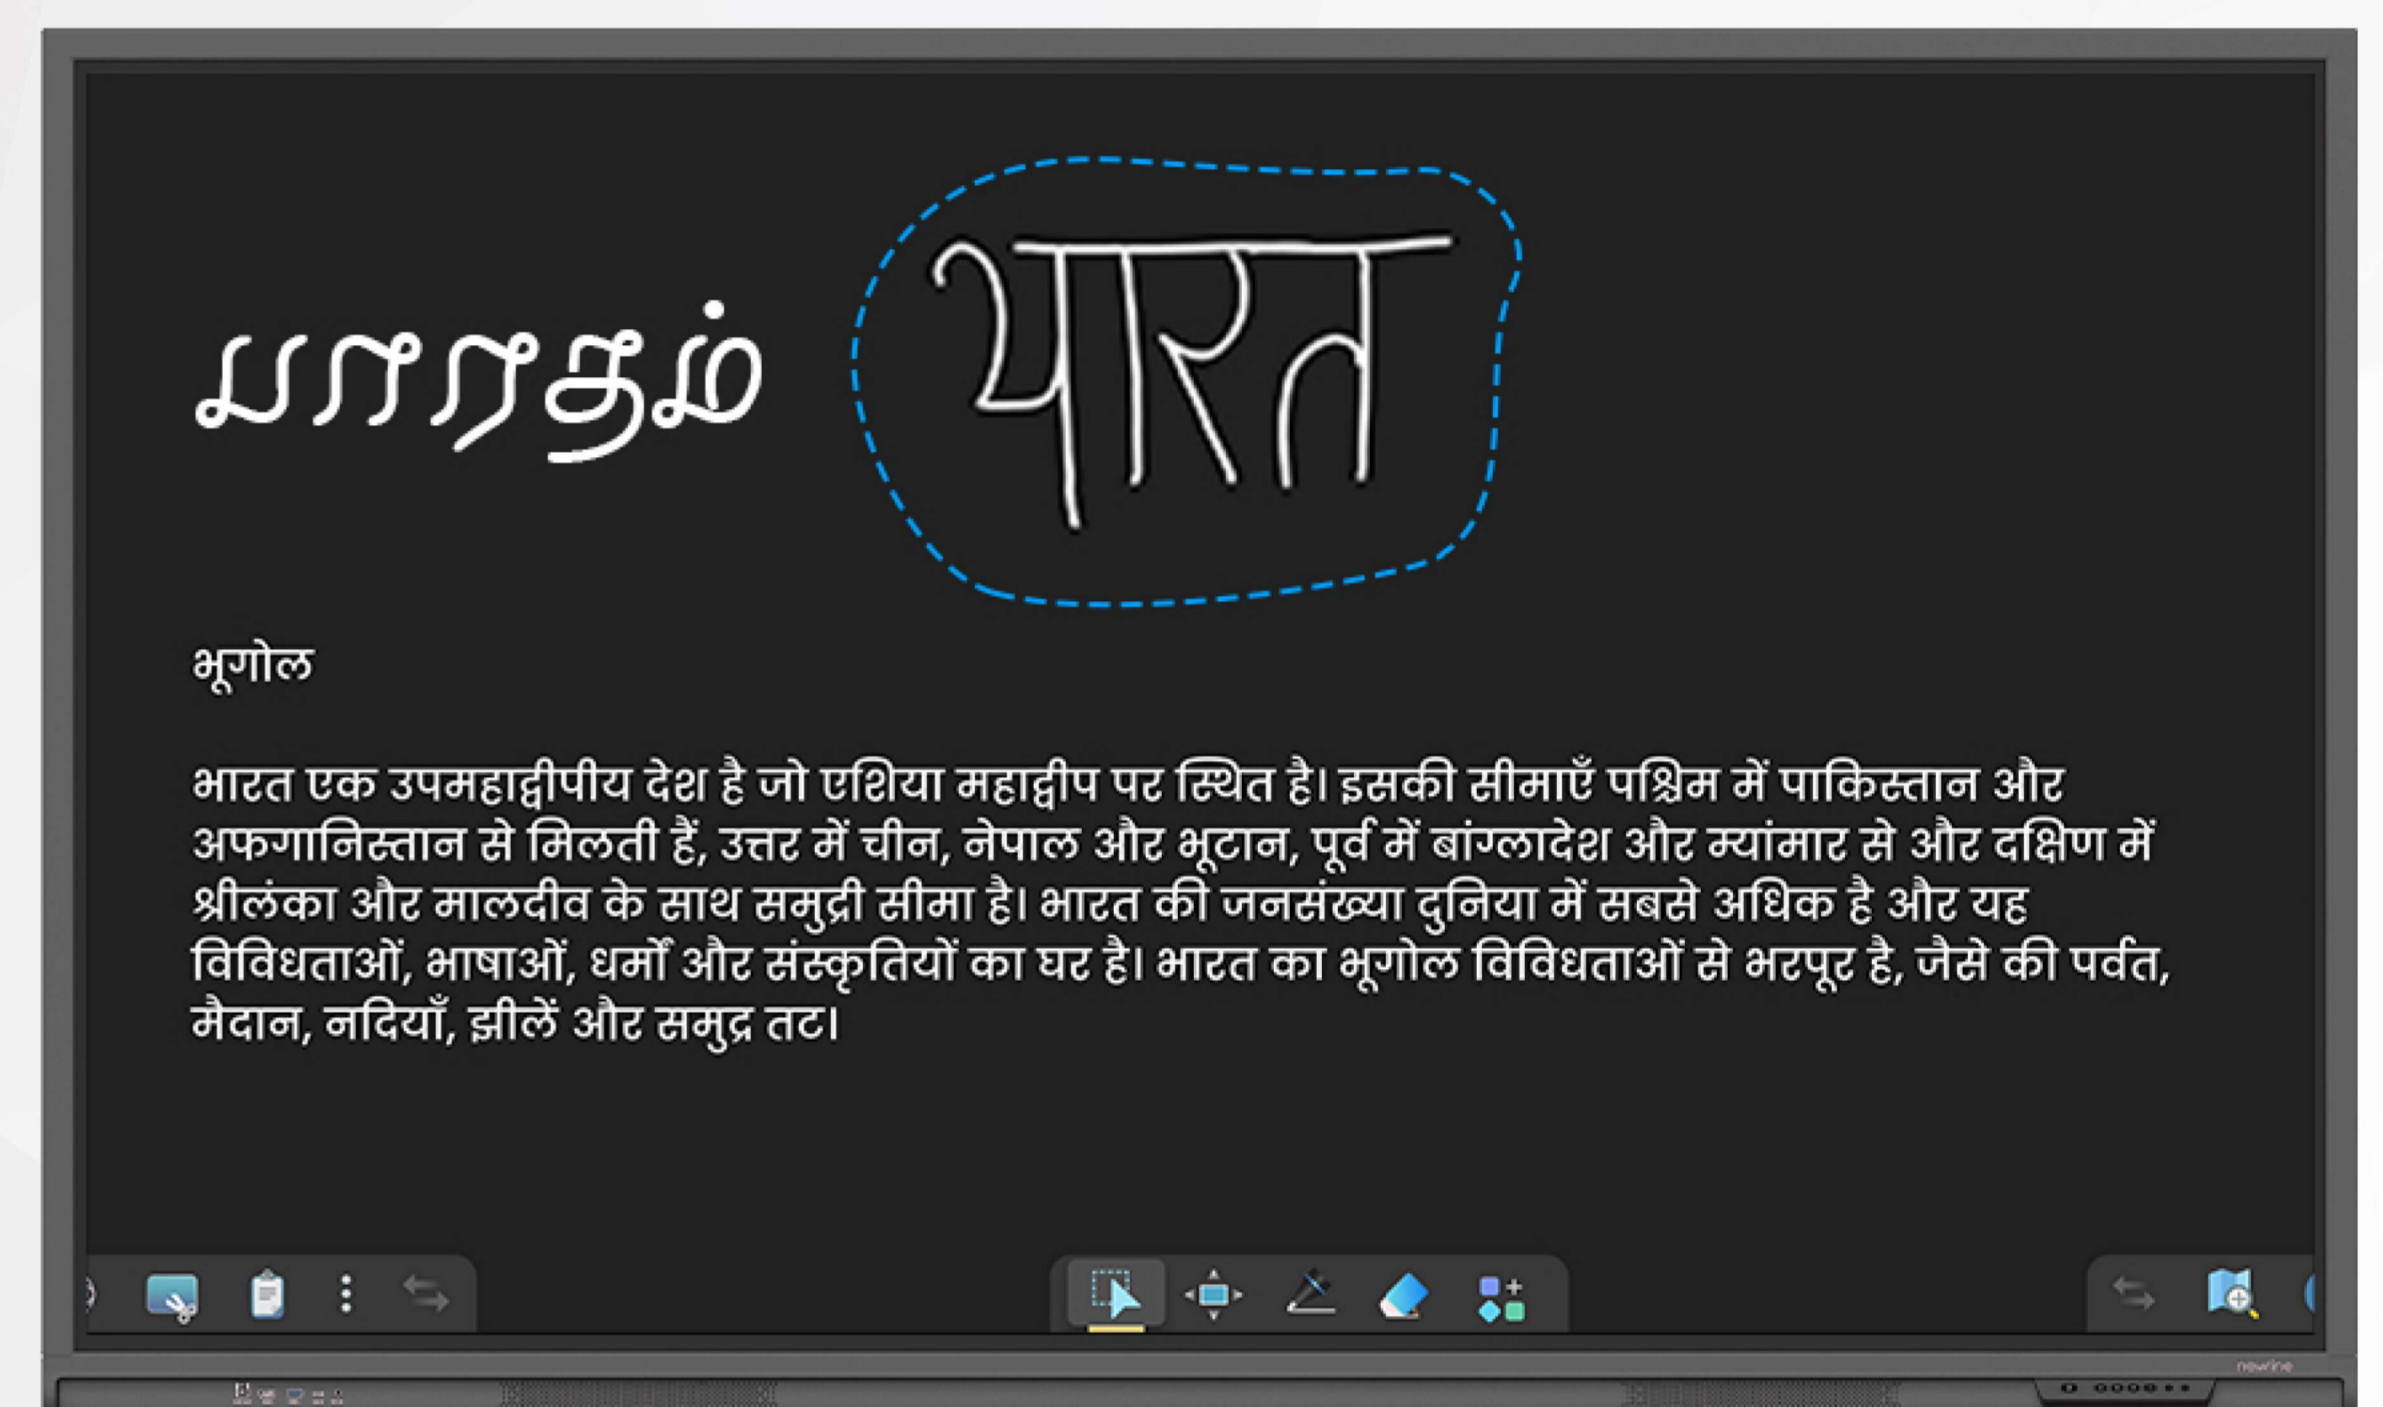 பாரதம் भारत
भूगोल
भारत एक उपमहाद्वीपीय देश है जो एशिया महाद्वीप पर स्थित है। इसकी सीमाएँ पश्चिम में पाकिस्तान और
अफगानिस्तान से मिलती हैं, उत्तर में चीन, नेपाल और भूटान, पूर्व में बांग्लादेश और म्यांमार से और दक्षिण में
श्रीलंका और मालदीव के साथ समुद्री सीमा है। भारत की जनसंख्या दुनिया में सबसे अधिक है और यह
विविधताओं, भाषाओं, धर्मों और संस्कृतियों का घर है। भारत का भूगोल विविधताओं से भरपूर है, जैसे की पर्वत,
मैदान, नदियाँ, झीलें और समुद्र तट।
newline